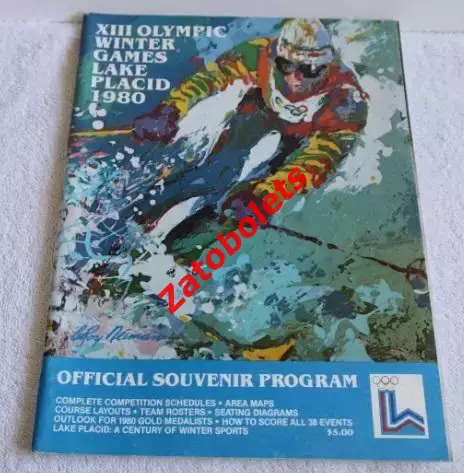 XIII OLYMPIC
WINTER
GAMES
LAKE
PLACID
1980
Zatobolets
LeRoy Neiman
OFFICIAL SOUVENIR PROGRAM
COMPLETE COMPETITION SCHEDULES • AREA MAPS
COURSE LAYOUTS • TEAM ROSTERS • SEATING DIAGRAMS
OUTLOOK FOR 1980 GOLD MEDALISTS • HOW TO SCORE ALL 38 EVENTS
LAKE PLACID: A CENTURY OF WINTER SPORTS $5.00